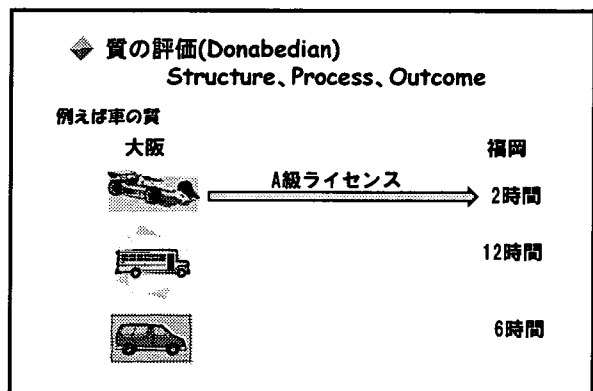 質の評価(Donabedian)
Structure、Process、Outcome
例えば車の質
大阪 福岡
A級ライセンス 2時間
12時間
6時間